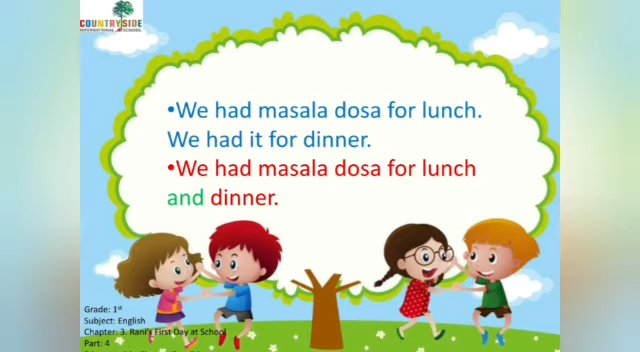 COUNTRYSIDE
INTERNATIONAL SCHOOL
•We had masala dosa for lunch.
We had it for dinner.
•We had masala dosa for lunch
and dinner.
Grade: 1st
Subject: English
Chapter: 3. Rani's First Day at School
Part: 4